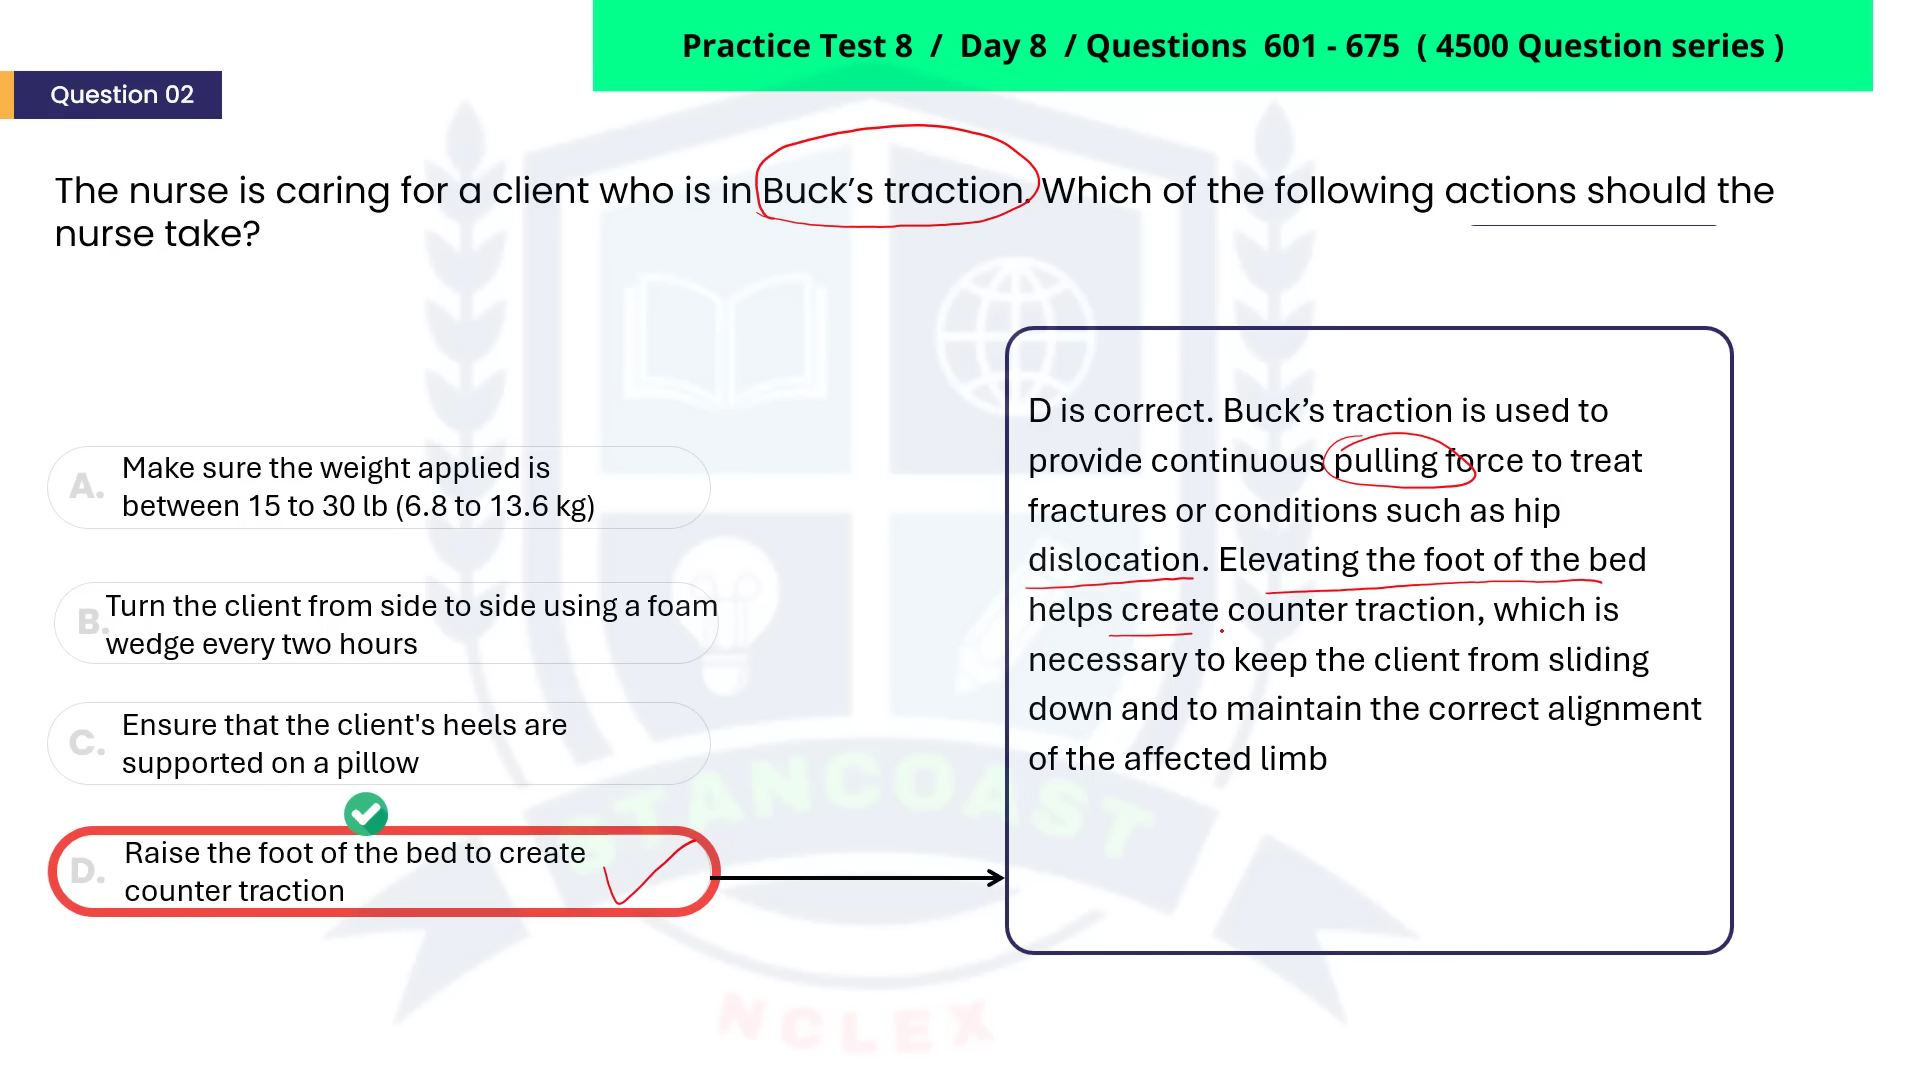 Practice Test 8 / Day 8 / Questions 601 - 675 ( 4500 Question series )
Question 02
The nurse is caring for a client who is in Buck’s traction. Which of the following actions should the
nurse take?
A. Make sure the weight applied is
between 15 to 30 lb (6.8 to 13.6 kg)
B. Turn the client from side to side using a foam
wedge every two hours
C. Ensure that the client's heels are
supported on a pillow
D. Raise the foot of the bed to create
counter traction
D is correct. Buck’s traction is used to
provide continuous pulling force to treat
fractures or conditions such as hip
dislocation. Elevating the foot of the bed
helps create counter traction, which is
necessary to keep the client from sliding
down and to maintain the correct alignment
of the affected limb
STANCOAST
NCLEX